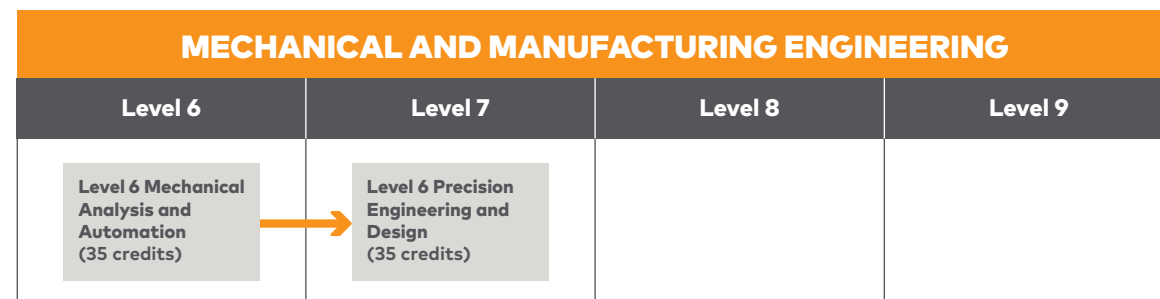 MECHANICAL AND MANUFACTURING ENGINEERING
Level 6
Level 7
Level 8
Level 9
Level 6 Mechanical
Analysis and
Automation
(35 credits)
Level 6 Precision
Engineering and
Design
(35 credits)